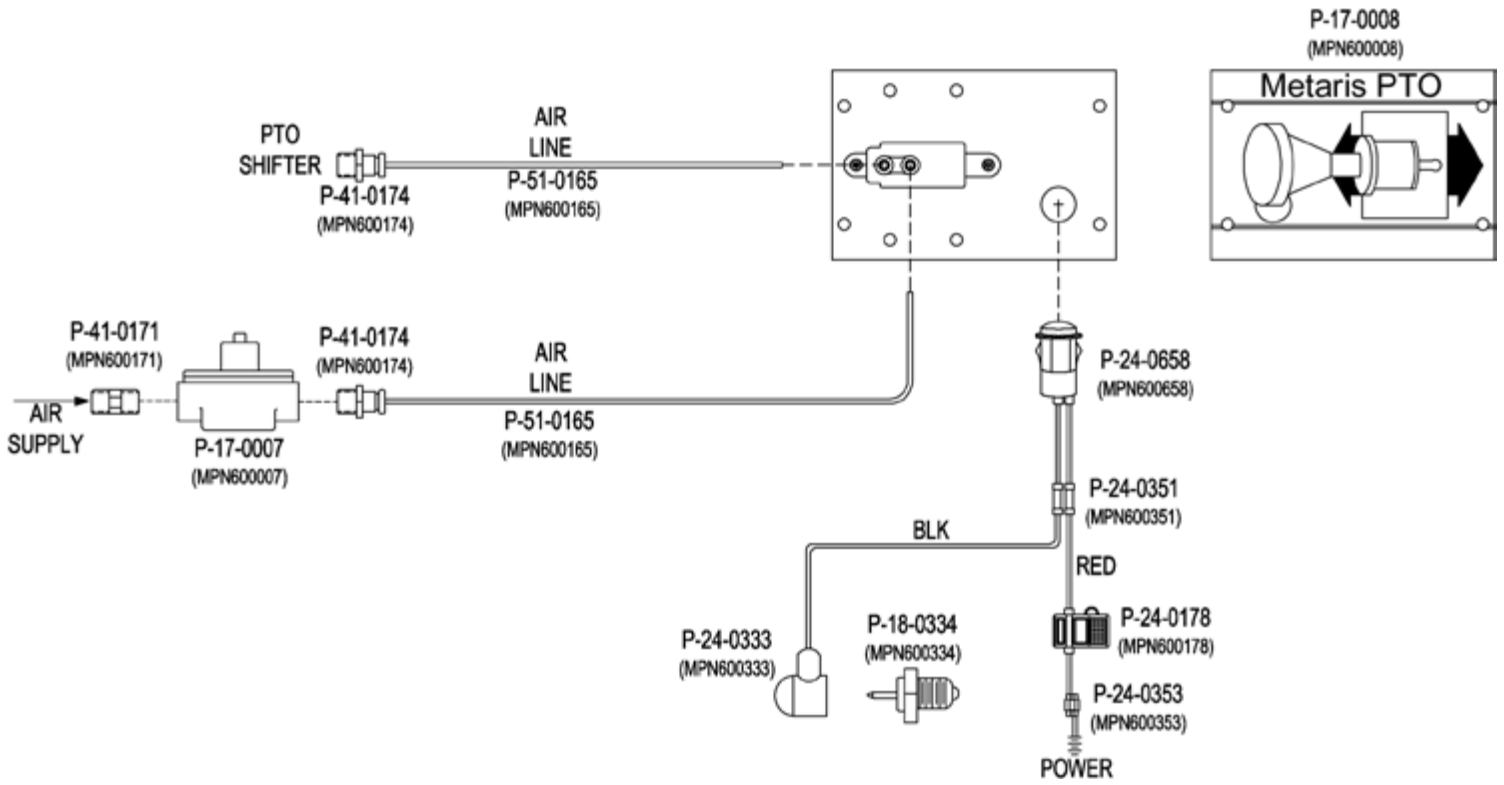 P-17-0008
(MPN600008)
Metaris PTO
PTO
SHIFTER
P-41-0174
(MPN600174)
AIR
LINE
P-51-0165
(MPN600165)
P-41-0171
(MPN600171)
AIR
SUPPLY
P-17-0007
(MPN600007)
P-41-0174
(MPN600174)
AIR
LINE
P-51-0165
(MPN600165)
P-24-0658
(MPN600658)
P-24-0351
(MPN600351)
BLK
RED
P-24-0333
(MPN600333)
P-18-0334
(MPN600334)
P-24-0178
(MPN600178)
P-24-0353
(MPN600353)
POWER